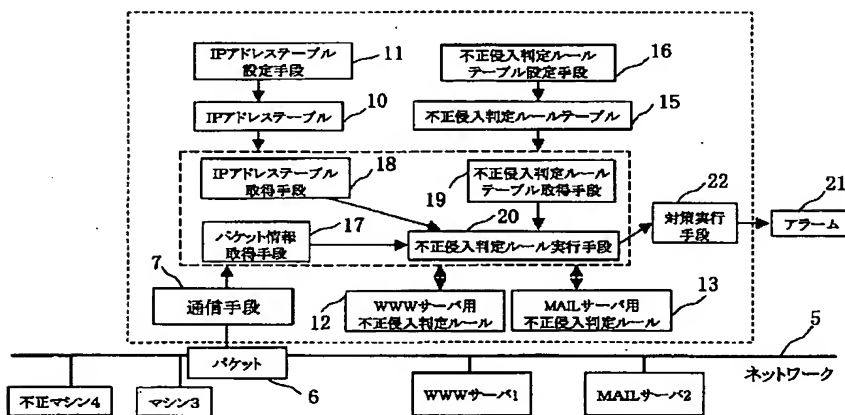 IPアドレステーブル
設定手段
11
不正侵入判定ルール
テーブル設定手段
16
IPアドレステーブル
10
不正侵入判定ルールテーブル
15
IPアドレステーブル
取得手段
18
不正侵入判定ルール
テーブル取得手段
19
22
21
パケット情報
取得手段
17
20
不正侵入判定ルール実行手段
対策実行
手段
アラーム
7
通信手段
12
WWWサーバ用
不正侵入判定ルール
MAILサーバ用
不正侵入判定ルール
13
5
パケット
6
ネットワーク
不正マシン4
マシン3
WWWサーバ1
MAILサーバ2